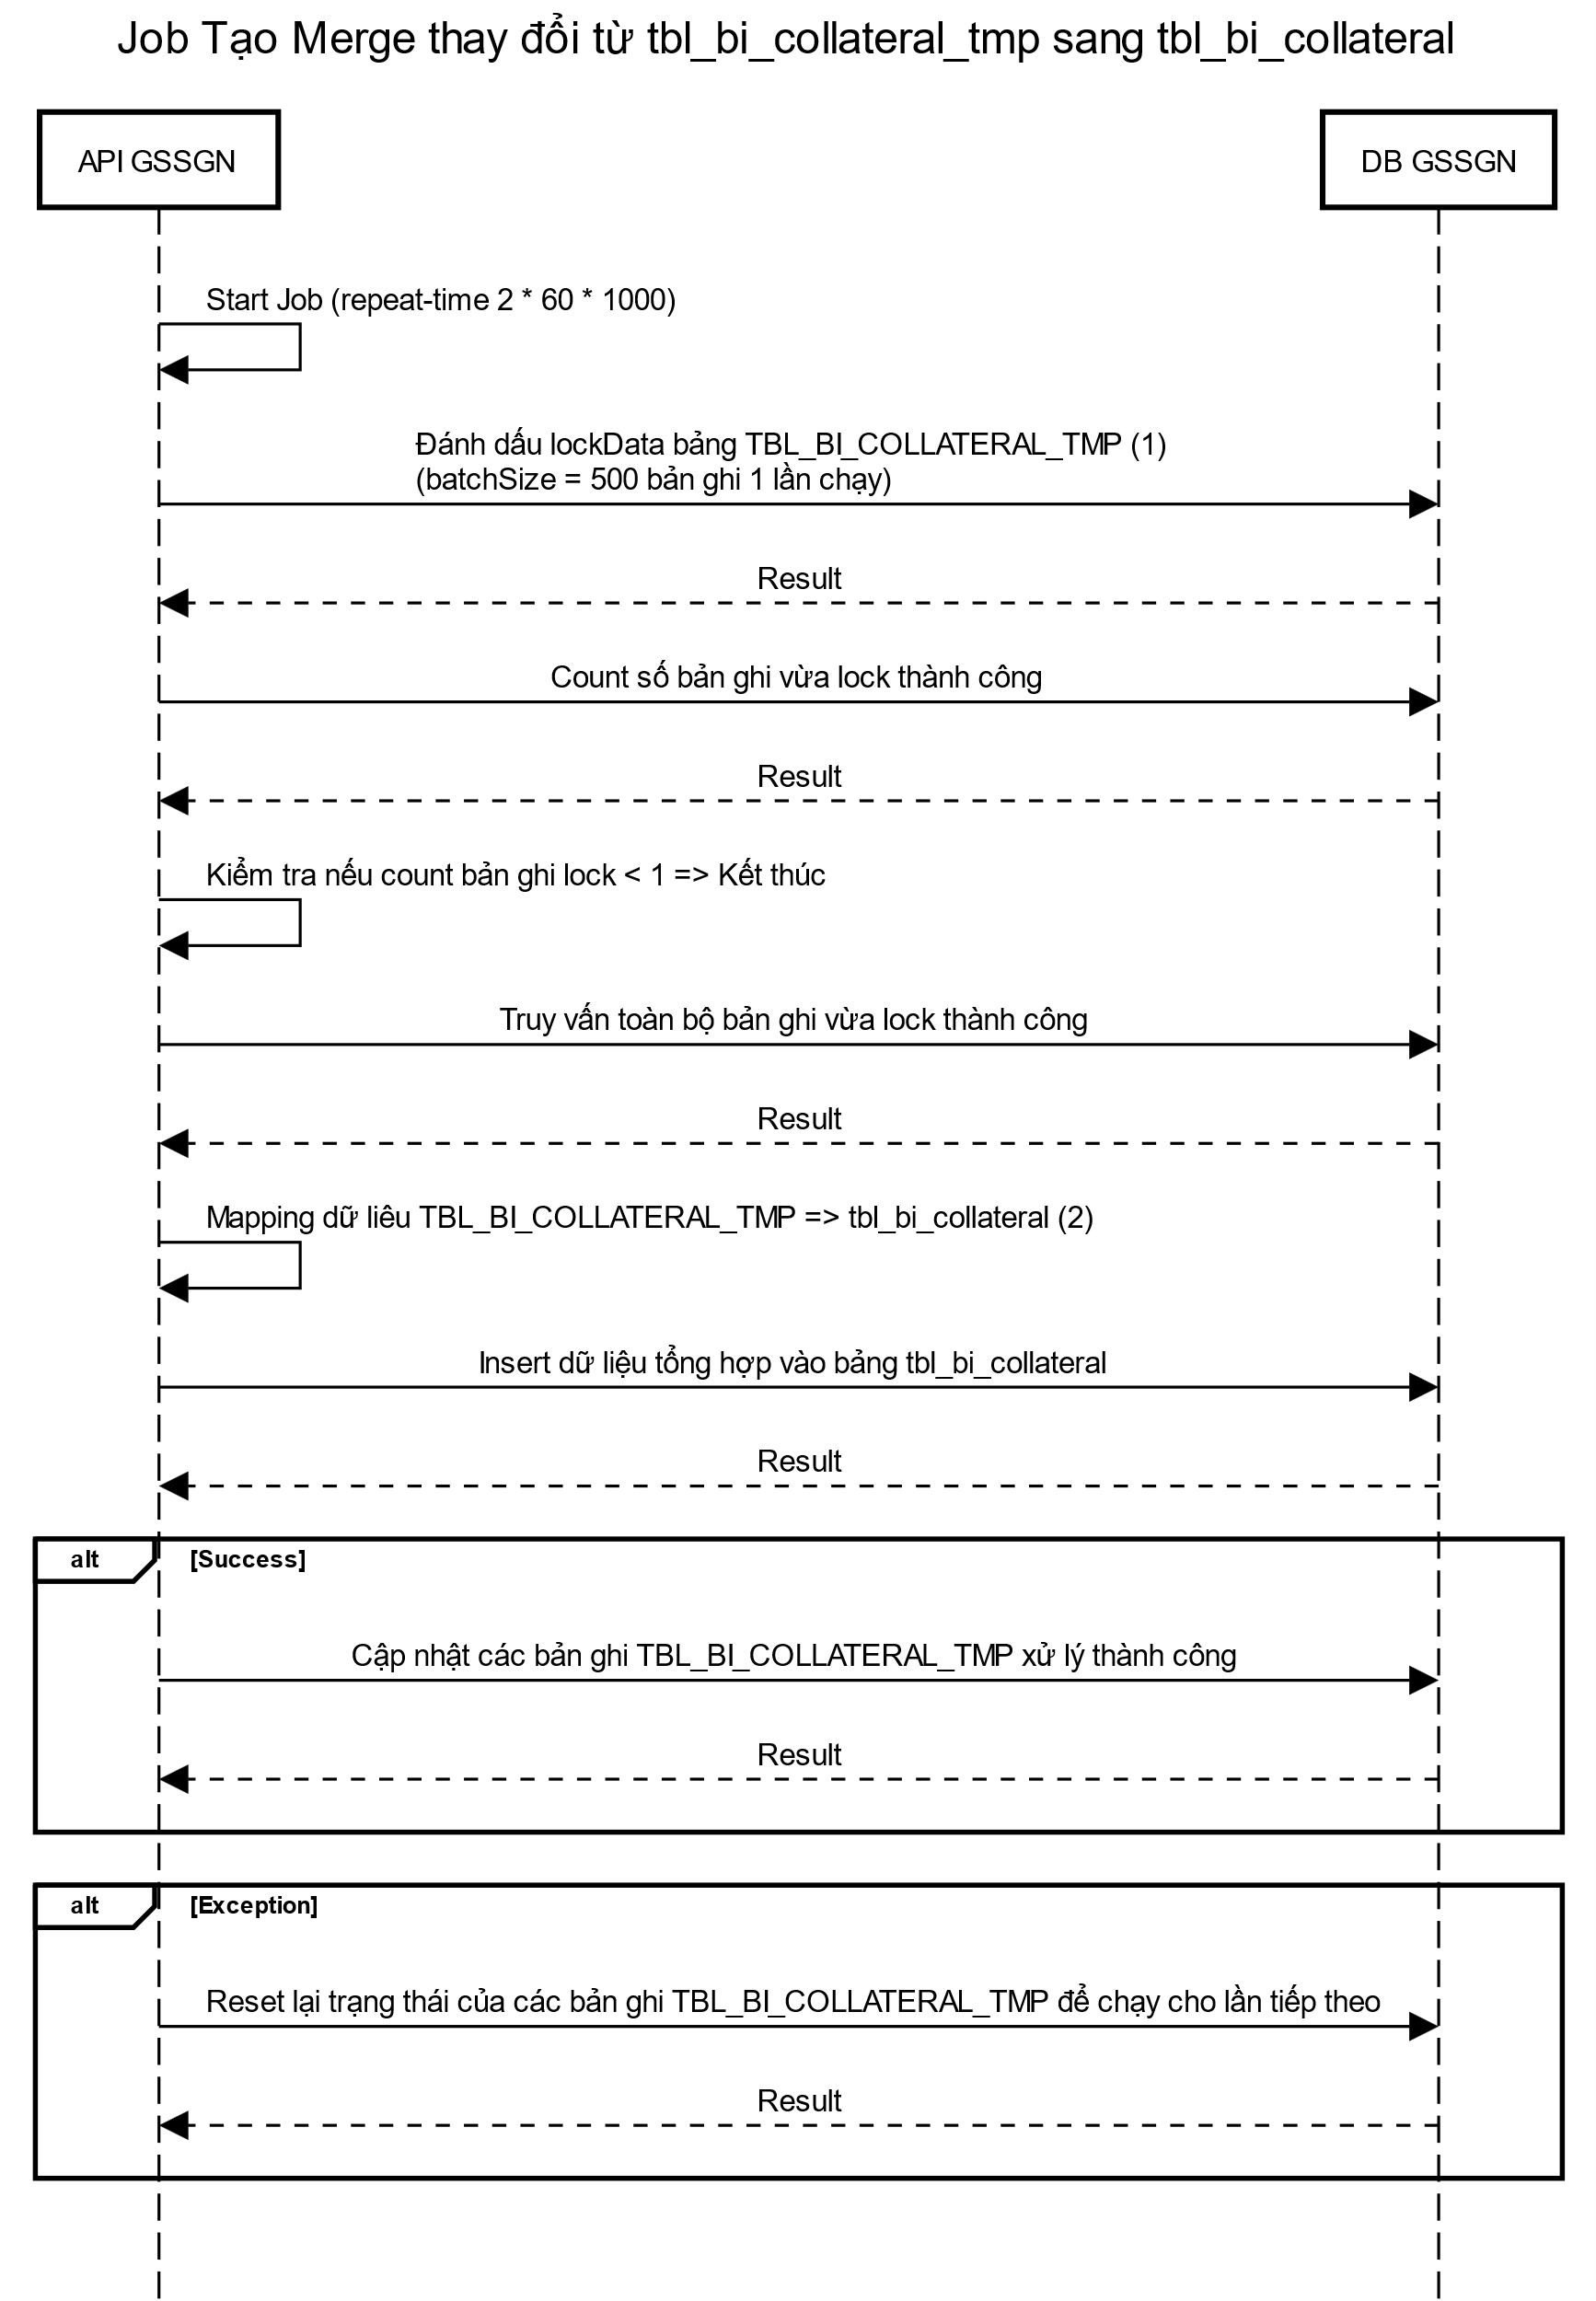 Job Tạo Merge thay đổi từ tbl_bi_collateral_tmp sang tbl_bi_collateral
API GSSGN
DB GSSGN
Start Job (repeat-time 2 * 60 * 1000)
Đánh dấu lockData bảng TBL_BI_COLLATERAL_TMP (1)
(batchSize = 500 bản ghi 1 lần chạy)
Result
Count số bản ghi vừa lock thành công
Result
Kiểm tra nếu count bản ghi lock < 1 => Kết thúc
Truy vấn toàn bộ bản ghi vừa lock thành công
Result
Mapping dữ liêu TBL_BI_COLLATERAL_TMP => tbl_bi_collateral (2)
Insert dữ liệu tổng hợp vào bảng tbl_bi_collateral
Result
alt [Success]
Cập nhật các bản ghi TBL_BI_COLLATERAL_TMP xử lý thành công
Result
alt [Exception]
Reset lại trạng thái của các bản ghi TBL_BI_COLLATERAL_TMP để chạy cho lần tiếp theo
Result